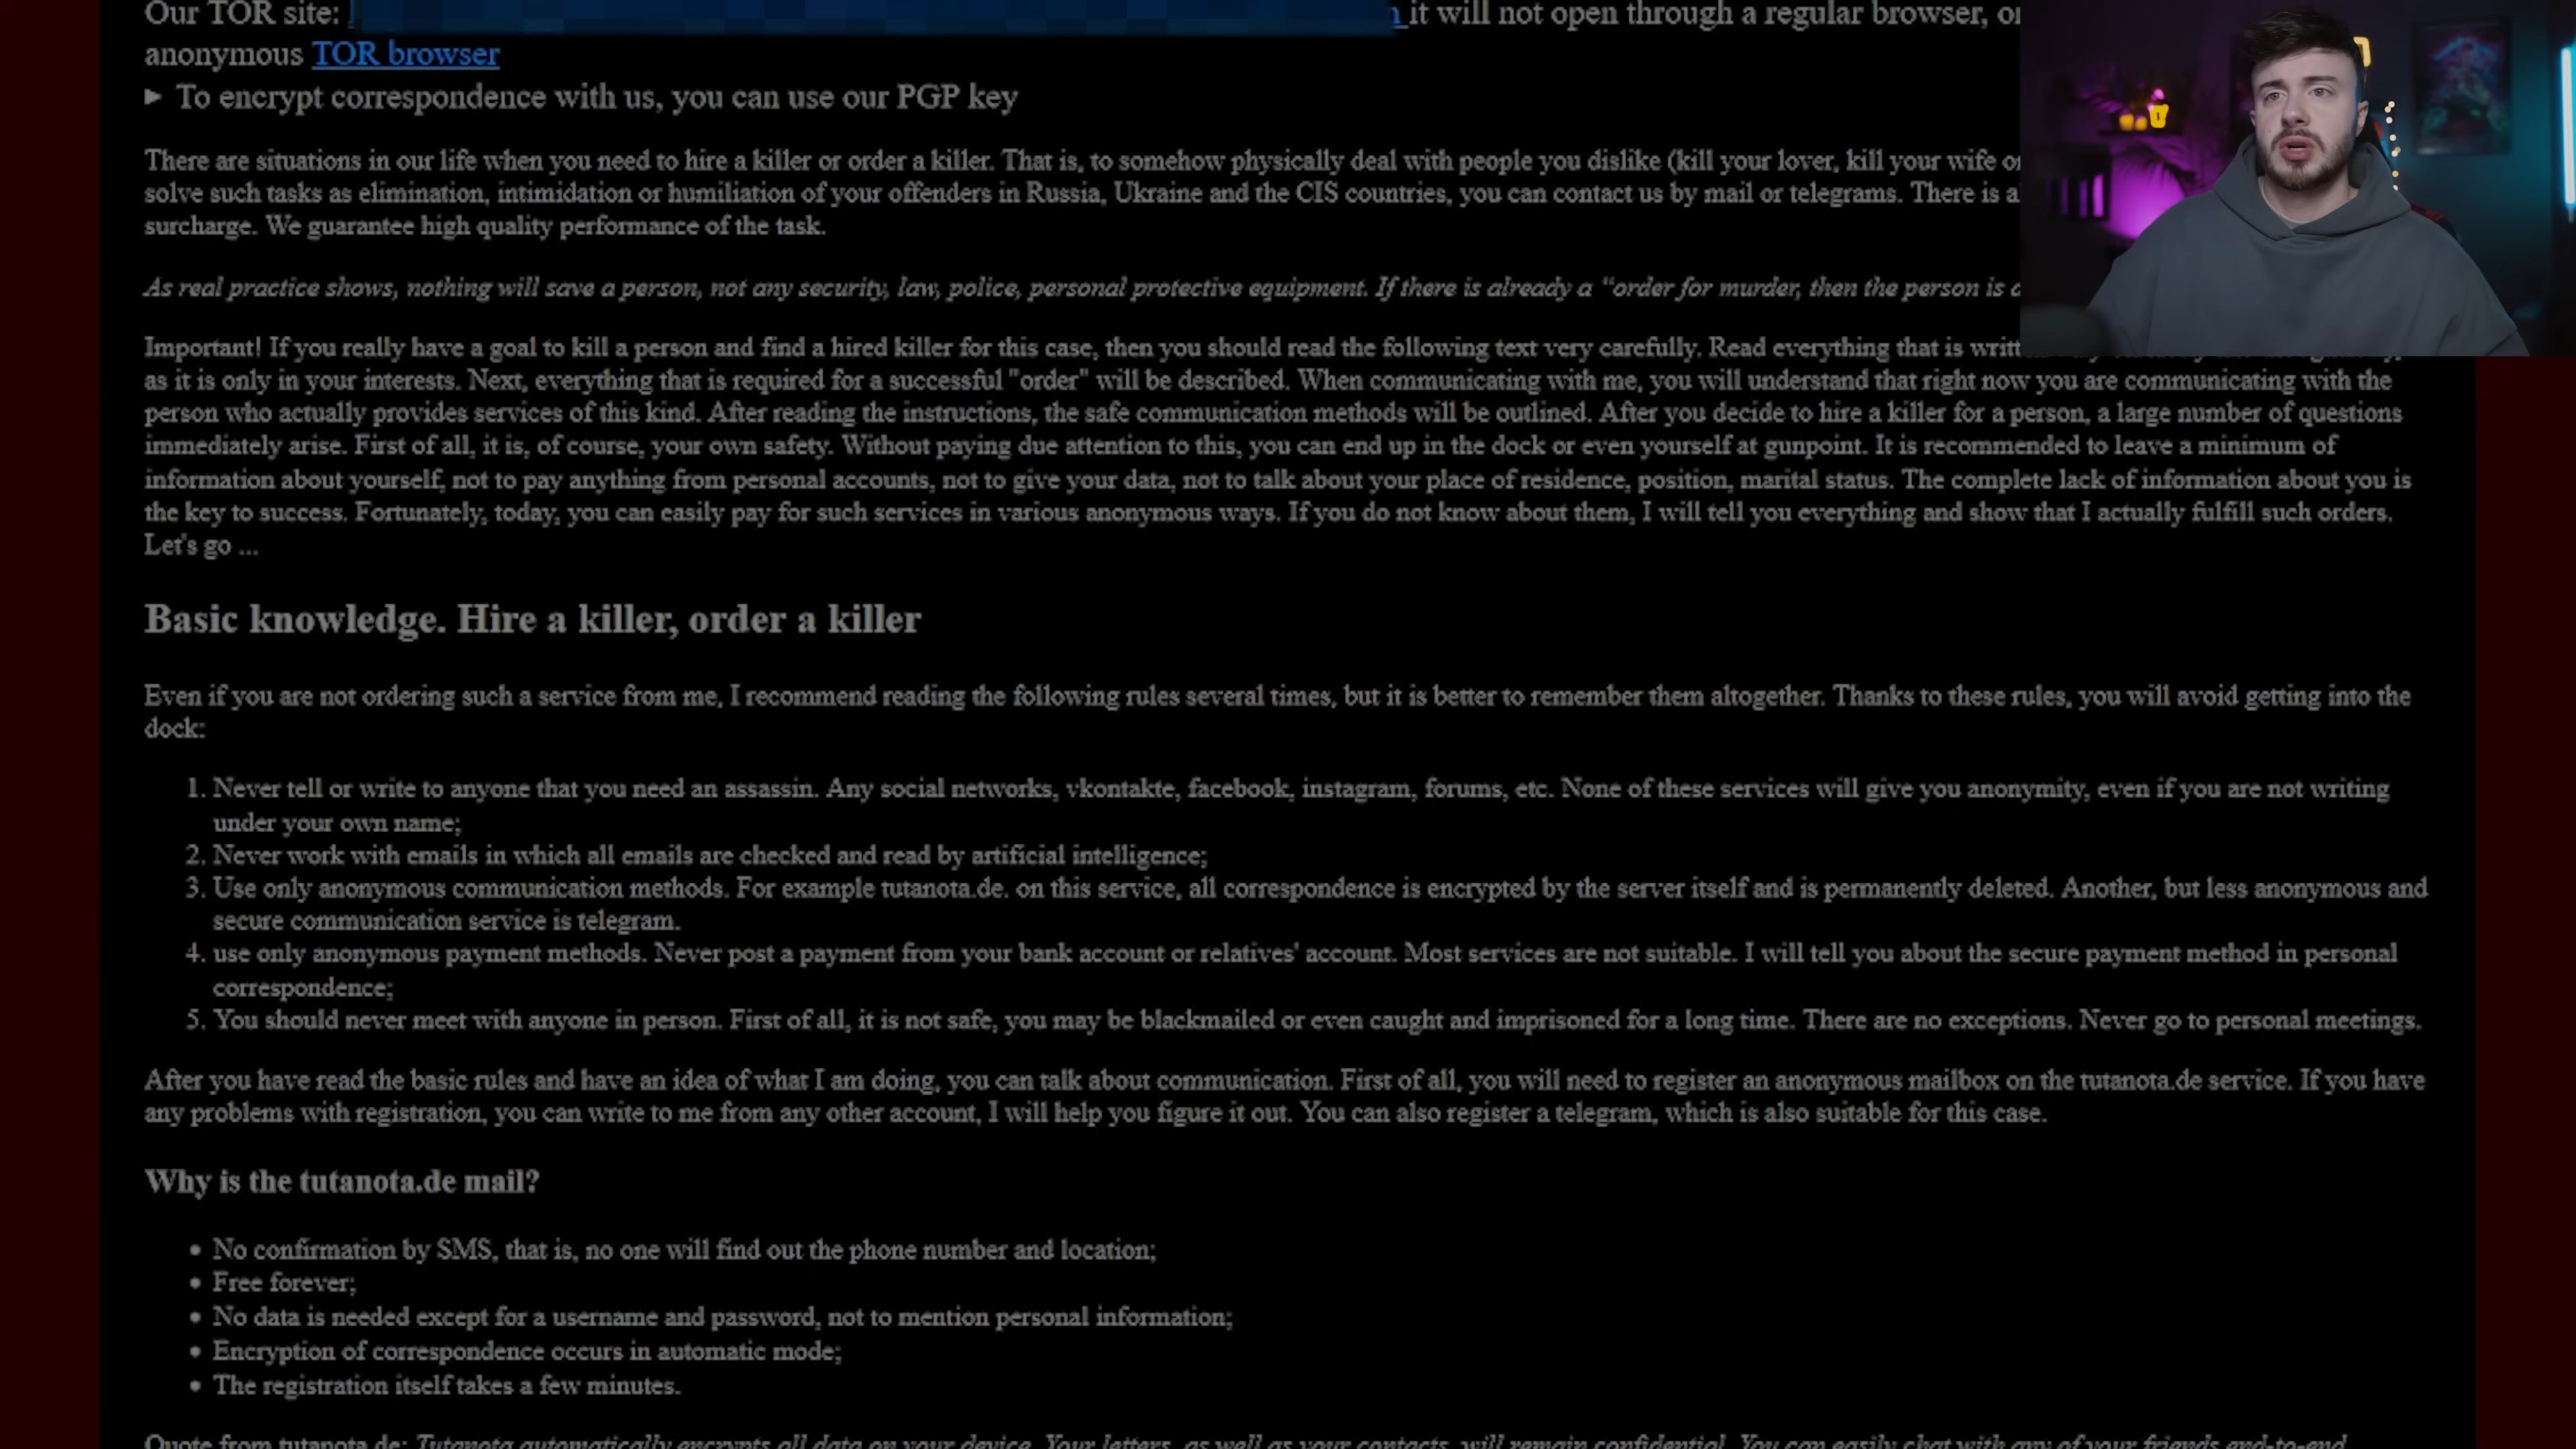 Our TOR site: it will not open through a regular browser,
anonymous TOR browser
► To encrypt correspondence with us, you can use our PGP key
There are situations in our life when you need to hire a killer or order a killer. That is, to somehow physically deal with people you dislike (kill your lover, kill your wife
solve such tasks as elimination, intimidation or humiliation of your offenders in Russia, Ukraine and the CIS countries, you can contact us by mail or telegrams. There is
surcharge. We guarantee high quality performance of the task.
As real practice shows, nothing will save a person, not any security, law, police, personal protective equipment. If there is already a “order for murder, then the person is
Important! If you really have a goal to kill a person and find a hired killer for this case, then you should read the following text very carefully. Read everything that is
as it is only in your interests. Next, everything that is required for a successful "order" will be described. When communicating with me, you will understand that right now you are communicating with the
person who actually provides services of this kind. After reading the instructions, the safe communication methods will be outlined. After you decide to hire a killer for a person, a large number of questions
immediately arise. First of all, it is, of course, your own safety. Without paying due attention to this, you can end up in the dock or even yourself at gunpoint. It is recommended to leave a minimum of
information about yourself, not to pay anything from personal accounts, not to give your data, not to talk about your place of residence, position, marital status. The complete lack of information about you is
the key to success. Fortunately, today, you can easily pay for such services in various anonymous ways. If you do not know about them, I will tell you everything and show that I actually fulfill such orders.
Let's go ...
Basic knowledge. Hire a killer, order a killer
Even if you are not ordering such a service from me, I recommend reading the following rules several times, but it is better to remember them altogether. Thanks to these rules, you will avoid getting into the
dock:
1. Never tell or write to anyone that you need an assassin. Any social networks, vkontakte, facebook, instagram, forums, etc. None of these services will give you anonymity, even if you are not writing
under your own name;
2. Never work with emails in which all emails are checked and read by artificial intelligence;
3. Use only anonymous communication methods. For example tutanota.de. on this service, all correspondence is encrypted by the server itself and is permanently deleted. Another, but less anonymous and
secure communication service is telegram.
4. use only anonymous payment methods. Never post a payment from your bank account or relatives' account. Most services are not suitable. I will tell you about the secure payment method in personal
correspondence;
5. You should never meet with anyone in person. First of all, it is not safe, you may be blackmailed or even caught and imprisoned for a long time. There are no exceptions. Never go to personal meetings.
After you have read the basic rules and have an idea of what I am doing, you can talk about communication. First of all, you will need to register an anonymous mailbox on the tutanota.de service. If you have
any problems with registration, you can write to me from any other account, I will help you figure it out. You can also register a telegram, which is also suitable for this case.
Why is the tutanota.de mail?
• No confirmation by SMS, that is, no one will find out the phone number and location;
• Free forever;
• No data is needed except for a username and password, not to mention personal information;
• Encryption of correspondence occurs in automatic mode;
• The registration itself takes a few minutes.
Quote from tutanota.de: Tutanota automatically encrypts all data on your device. Your letters, as well as your contacts, will remain confidential. You can easily chat with any of your friends end-to-end